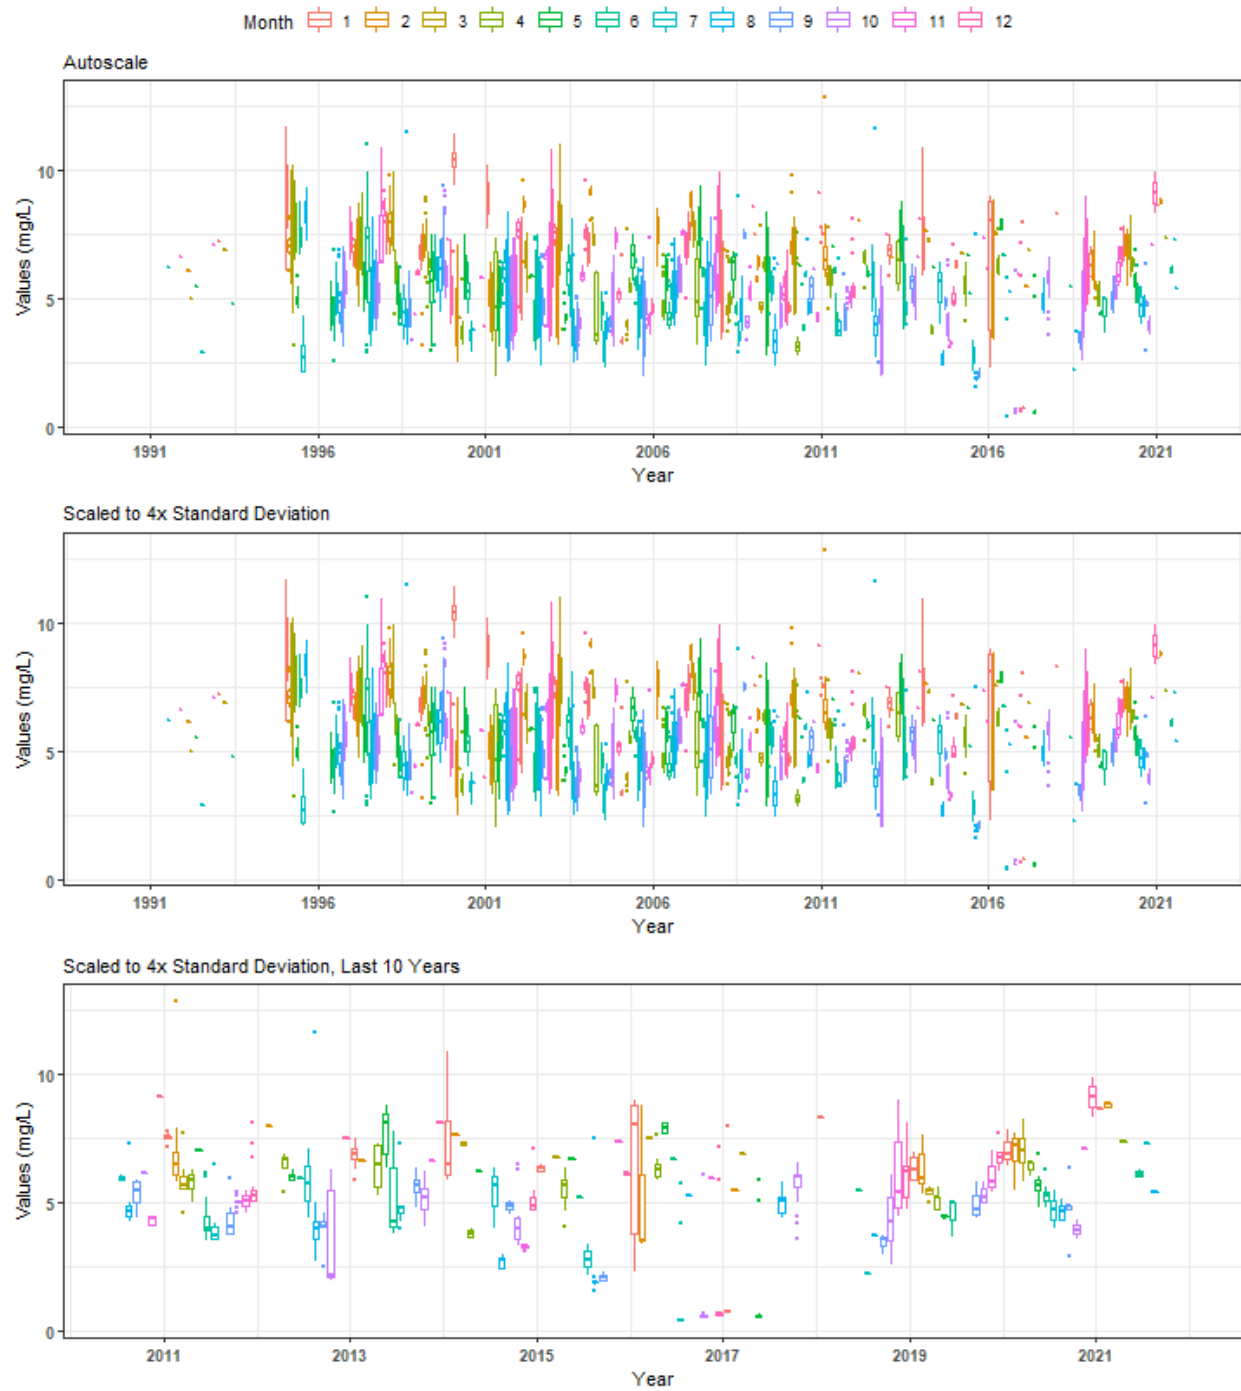 Month 1 2 3 4 5 6 7 8 9 10 11 12
Autoscale
Values (mg/L)
10
5
0
1991 1996 2001 2006 2011 2016 2021
Year
Scaled to 4x Standard Deviation
Values (mg/L)
10
5
0
1991 1996 2001 2006 2011 2016 2021
Year
Scaled to 4x Standard Deviation, Last 10 Years
Values (mg/L)
10
5
0
2011 2013 2015 2017 2019 2021
Year